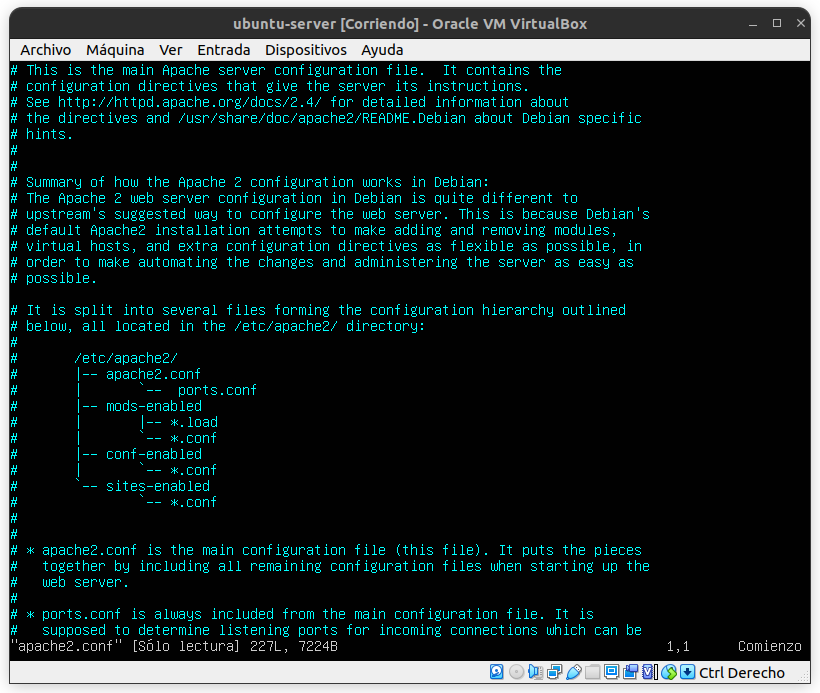 ubuntu-server [Corriendo] - Oracle VM VirtualBox
Archivo Máquina Ver Entrada Dispositivos Ayuda
# This is the main Apache server configuration file.  It contains the
# configuration directives that give the server its instructions.
# See http://httpd.apache.org/docs/2.4/ for detailed information about
# the directives and /usr/share/doc/apache2/README.Debian about Debian specific
# hints.
#
#
# Summary of how the Apache 2 configuration works in Debian:
# The Apache 2 web server configuration in Debian is quite different to
# upstream's suggested way to configure the web server. This is because Debian's
# default Apache2 installation attempts to make adding and removing modules,
# virtual hosts, and extra configuration directives as flexible as possible, in
# order to make automating the changes and administering the server as easy as
# possible.

# It is split into several files forming the configuration hierarchy outlined
# below, all located in the /etc/apache2/ directory:
#
#       /etc/apache2/
#       |-- apache2.conf
#       |       `--  ports.conf
#       |-- mods-enabled
#       |       |-- *.load
#       |       `-- *.conf
#       |-- conf-enabled
#       |       `-- *.conf
#       `-- sites-enabled
#               `-- *.conf
#
#
# * apache2.conf is the main configuration file (this file). It puts the pieces
#   together by including all remaining configuration files when starting up the
#   web server.
#
# * ports.conf is always included from the main configuration file. It is
#   supposed to determine listening ports for incoming connections which can be
"apache2.conf" [Sólo lectura] 227L, 7224B 1,1 Comienzo
Ctrl Derecho